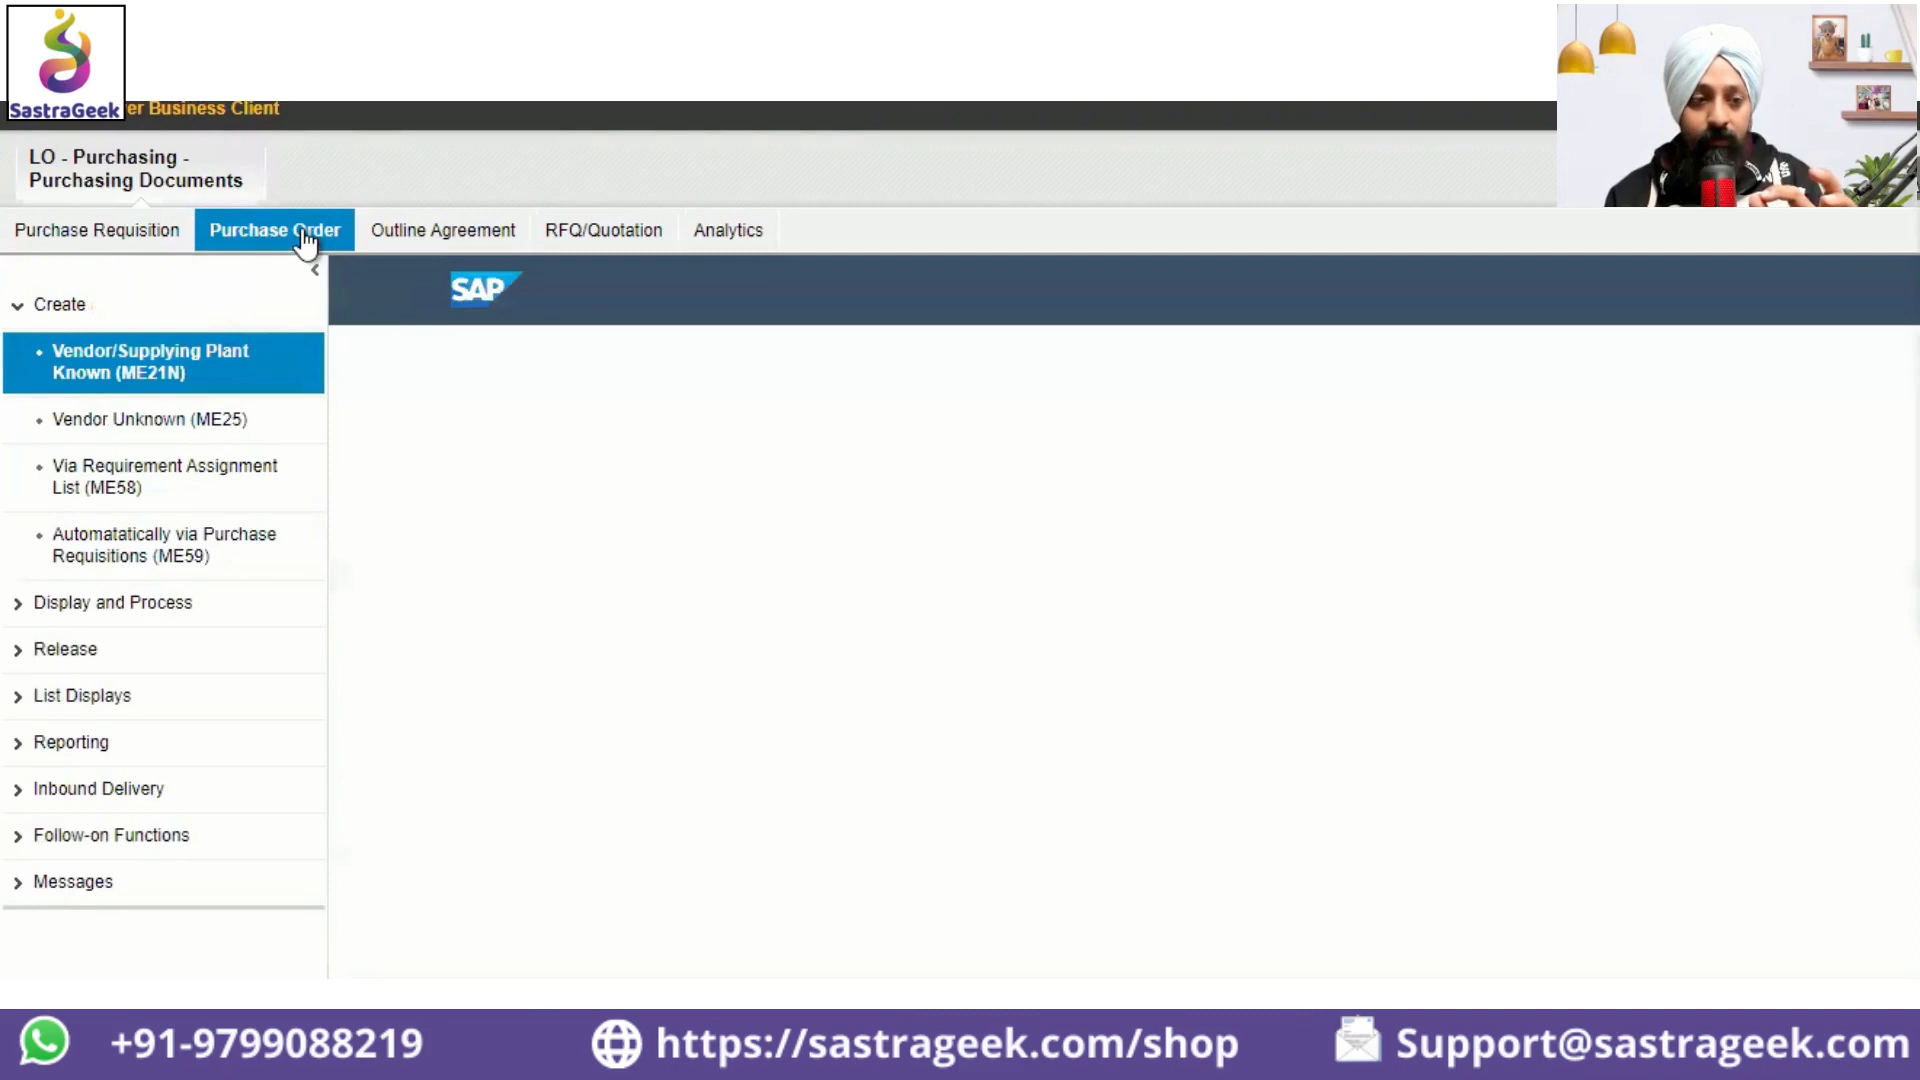 SastraGeek
er Business Client
LO - Purchasing -
Purchasing Documents
Purchase Requisition
Purchase Order
Outline Agreement
RFQ/Quotation
Analytics
SAP
Create
Vendor/Supplying Plant
Known (ME21N)
Vendor Unknown (ME25)
Via Requirement Assignment
List (ME58)
Automatatically via Purchase
Requisitions (ME59)
Display and Process
Release
List Displays
Reporting
Inbound Delivery
Follow-on Functions
Messages
+91-9799088219
https://sastrageek.com/shop
Support@sastrageek.com